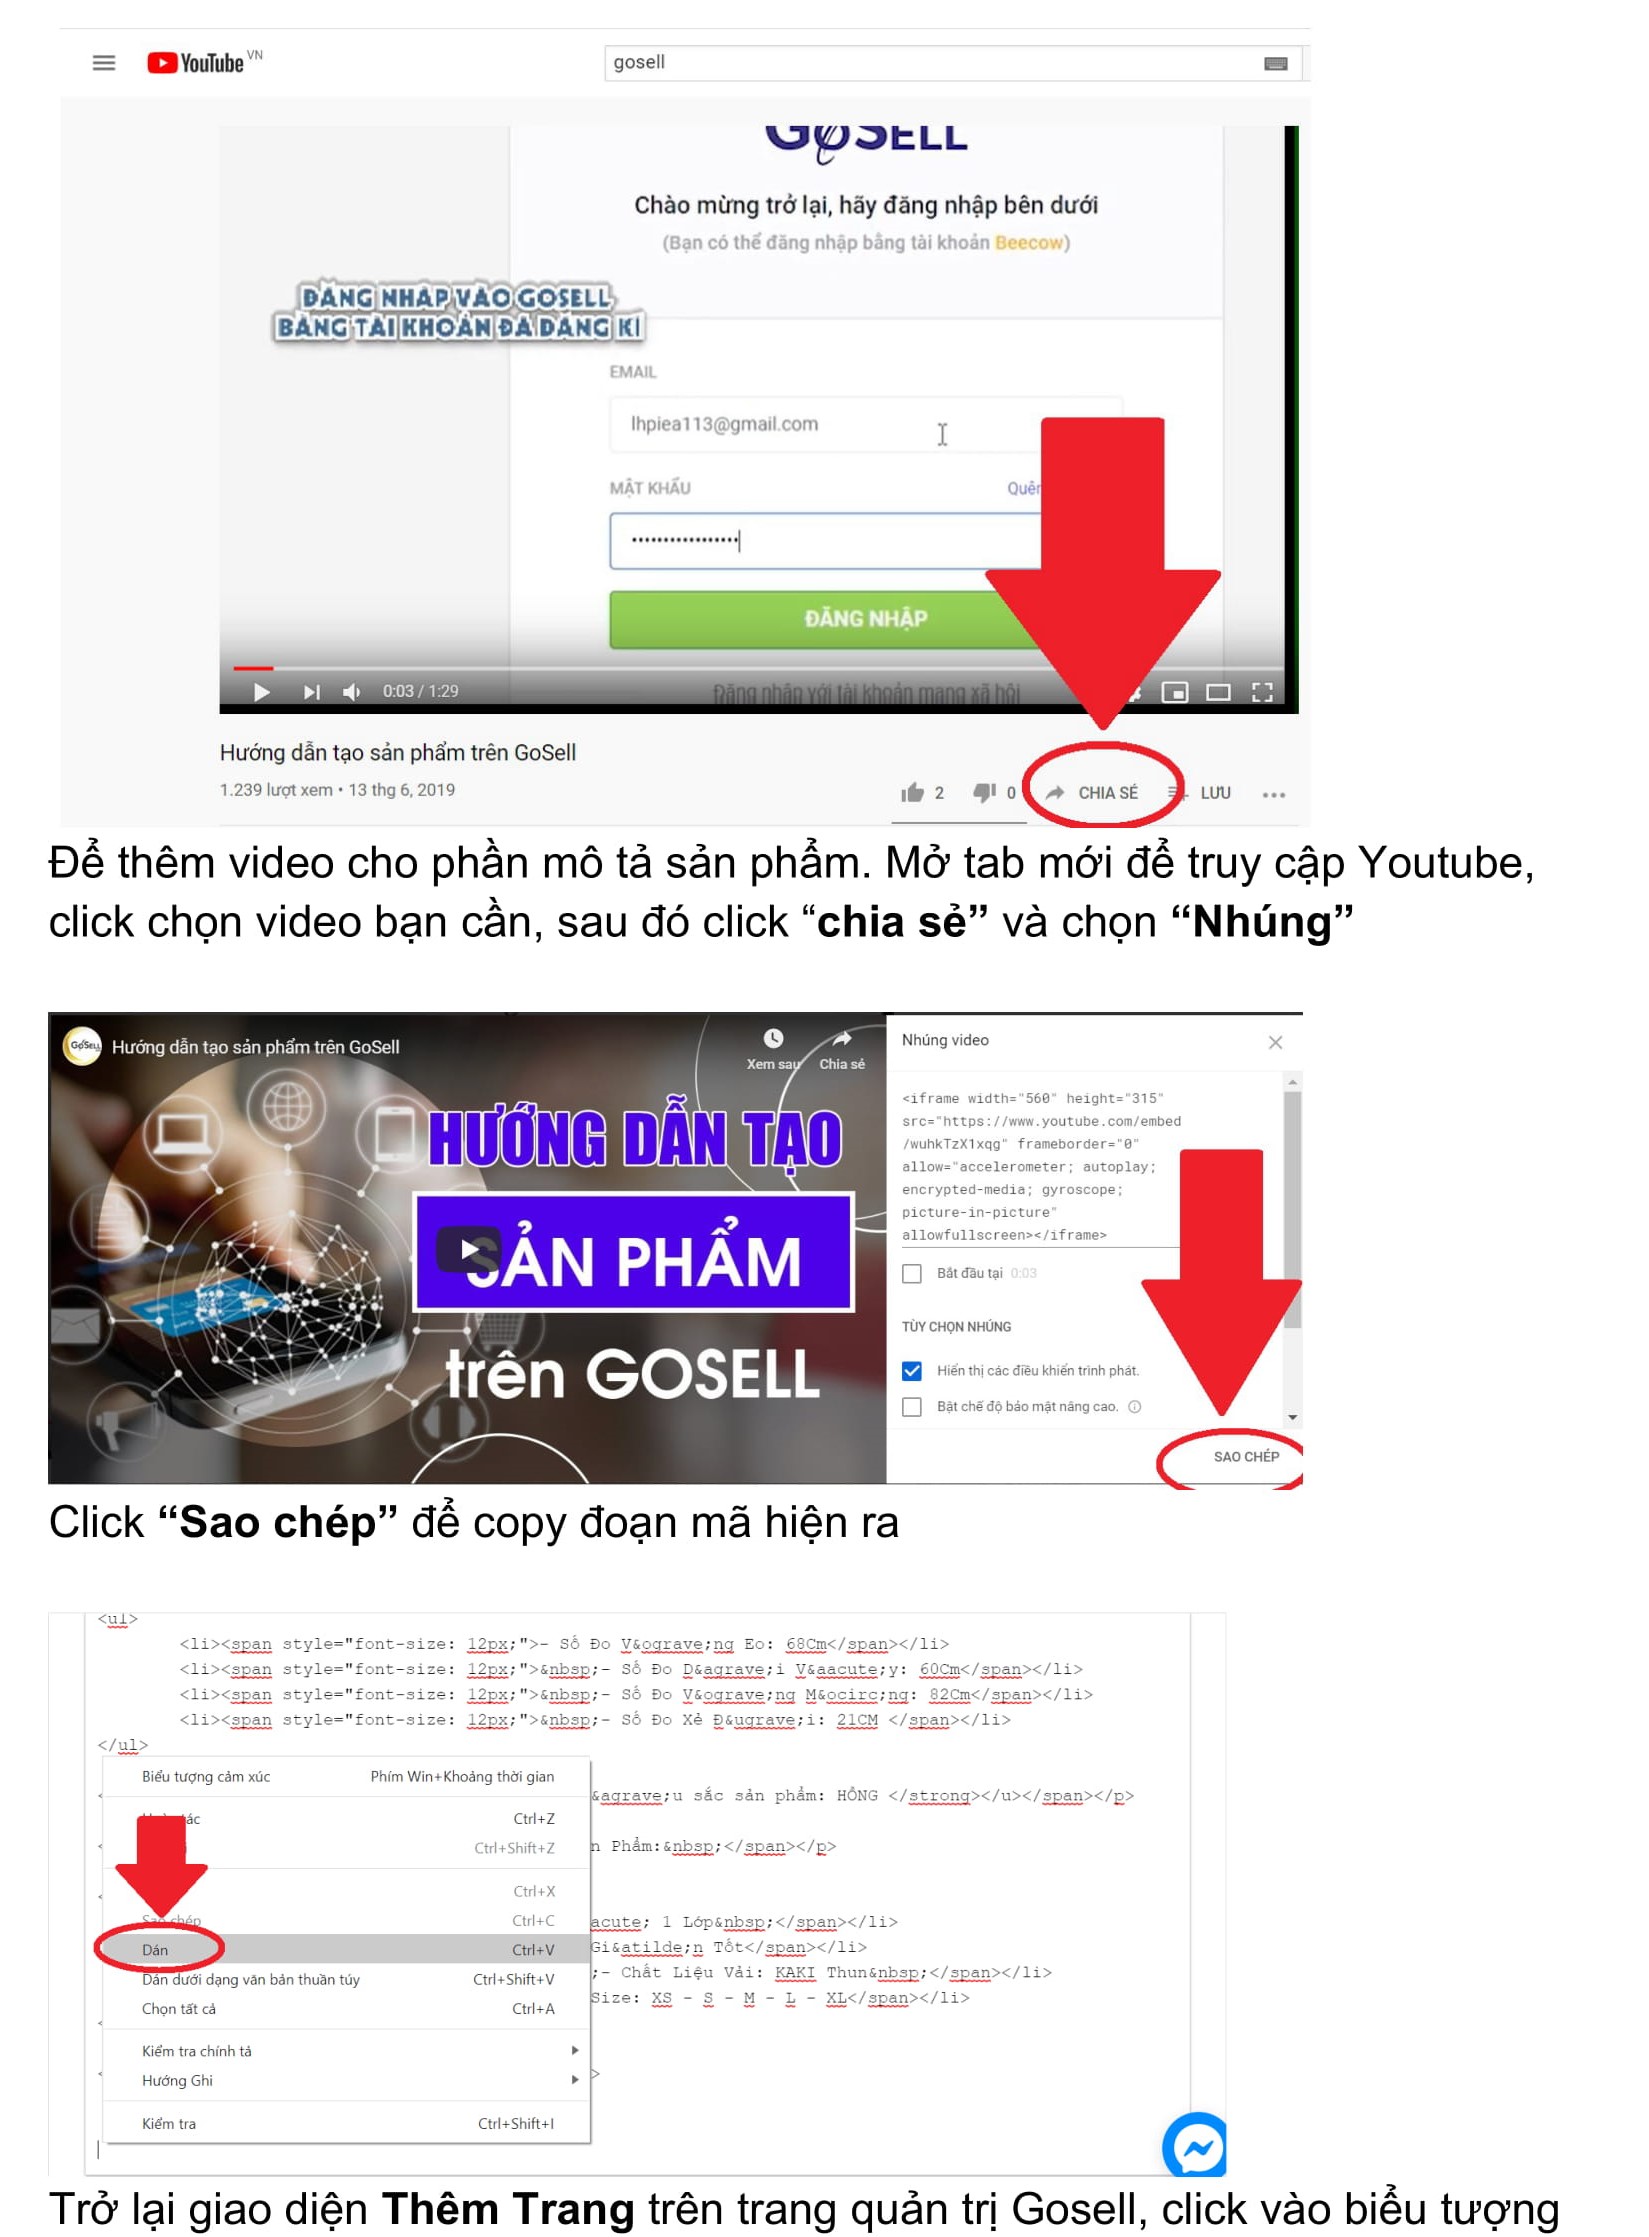 YouTube VN
gosell
GOSELL
Chào mừng trở lại, hãy đăng nhập bên dưới
(Bạn có thể đăng nhập bằng tài khoản Beecow)
ĐĂNG NHẬP VÀO GOSELL
BẰNG TÀI KHOẢN ĐÃ ĐĂNG KÍ
EMAIL
lhpiea113@gmail.com
MẬT KHẨU
ĐĂNG NHẬP
Đăng nhập với tài khoản mạng xã hội
0:03 / 1:29
Hướng dẫn tạo sản phẩm trên GoSell
1.239 lượt xem • 13 thg 6, 2019
2 0 CHIA SẺ LƯU
Để thêm video cho phần mô tả sản phẩm. Mở tab mới để truy cập Youtube,
click chọn video bạn cần, sau đó click “chia sẻ” và chọn “Nhúng”
GOSELL Hướng dẫn tạo sản phẩm trên GoSell
Xem sau Chia sẻ
HƯỚNG DẪN TẠO
SẢN PHẨM
trên GOSELL
Nhúng video
<iframe width="560" height="315"
src="https://www.youtube.com/embed
/wuhkTzX1xqg" frameborder="0"
allow="accelerometer; autoplay;
encrypted-media; gyroscope;
picture-in-picture"
allowfullscreen></iframe>
Bắt đầu tại 0:03
TÙY CHỌN NHÚNG
Hiển thị các điều khiển trình phát.
Bật chế độ bảo mật nâng cao.
SAO CHÉP
Click “Sao chép” để copy đoạn mã hiện ra
<ul>
<li><span style="font-size: 12px;">- Số Đo V&ograve;ng Eo: 68Cm</span></li>
<li><span style="font-size: 12px;">&nbsp;- Số Đo D&agrave;i V&aacute;y: 60Cm</span></li>
<li><span style="font-size: 12px;">&nbsp;- Số Đo V&ograve;ng M&ocirc;ng: 82Cm</span></li>
<li><span style="font-size: 12px;">&nbsp;- Số Đo Xẻ Đ&ugrave;i: 21CM </span></li>
</ul>
Biểu tượng cảm xúc Phím Win+Khoảng thời gian
&agrave;u sắc sản phẩm: HỒNG </strong></u></span></p>
Ctrl+Z
Ctrl+Shift+Z
n Phẩm:&nbsp;</span></p>
Ctrl+X
Sao chép Ctrl+C
acute; 1 Lớp&nbsp;</span></li>
Dán Ctrl+V
Gi&atilde;n Tốt</span></li>
Dán dưới dạng văn bản thuần túy Ctrl+Shift+V
;- Chất Liệu Vải: KAKI Thun&nbsp;</span></li>
Chọn tất cả Ctrl+A
Size: XS - S - M - L - XL</span></li>
Kiểm tra chính tả
Hướng Ghi
Kiểm tra Ctrl+Shift+I
Trở lại giao diện Thêm Trang trên trang quản trị Gosell, click vào biểu tượng